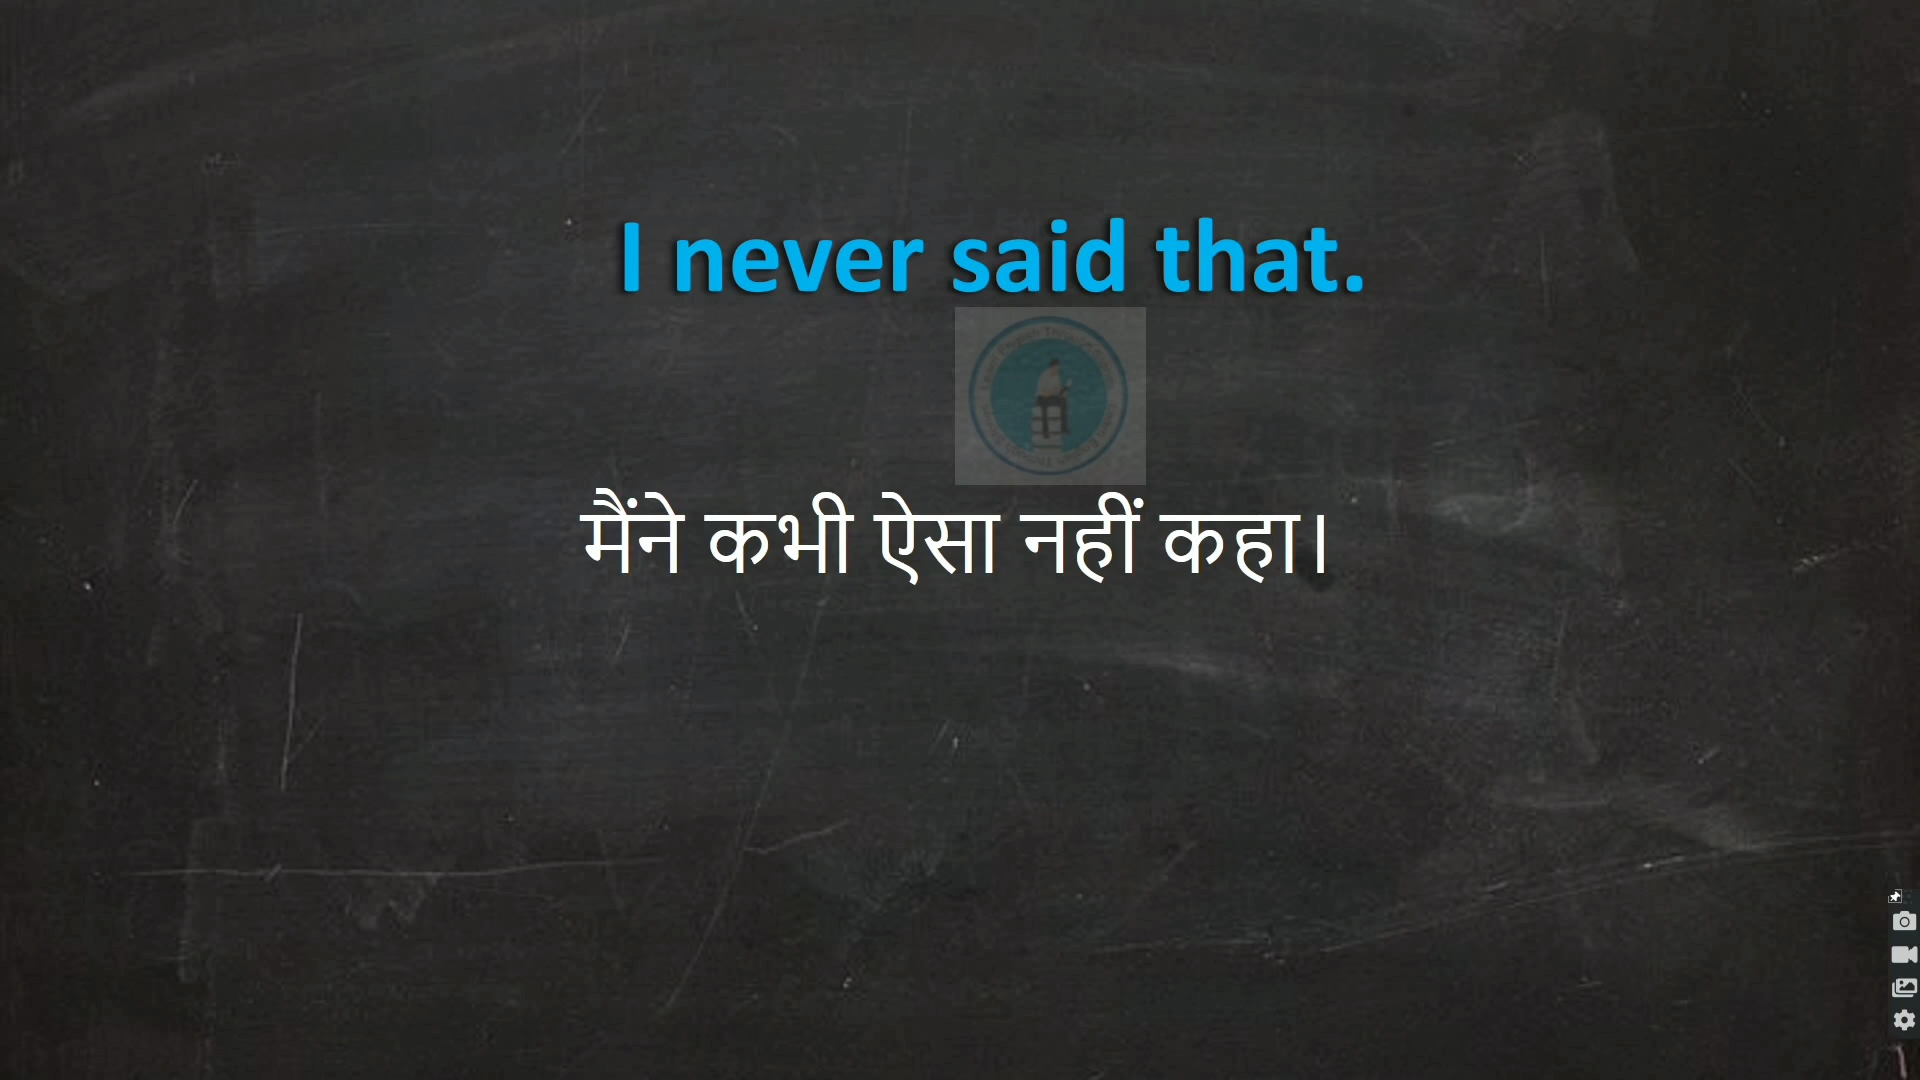 I never said that.
मैंने कभी ऐसा नहीं कहा।